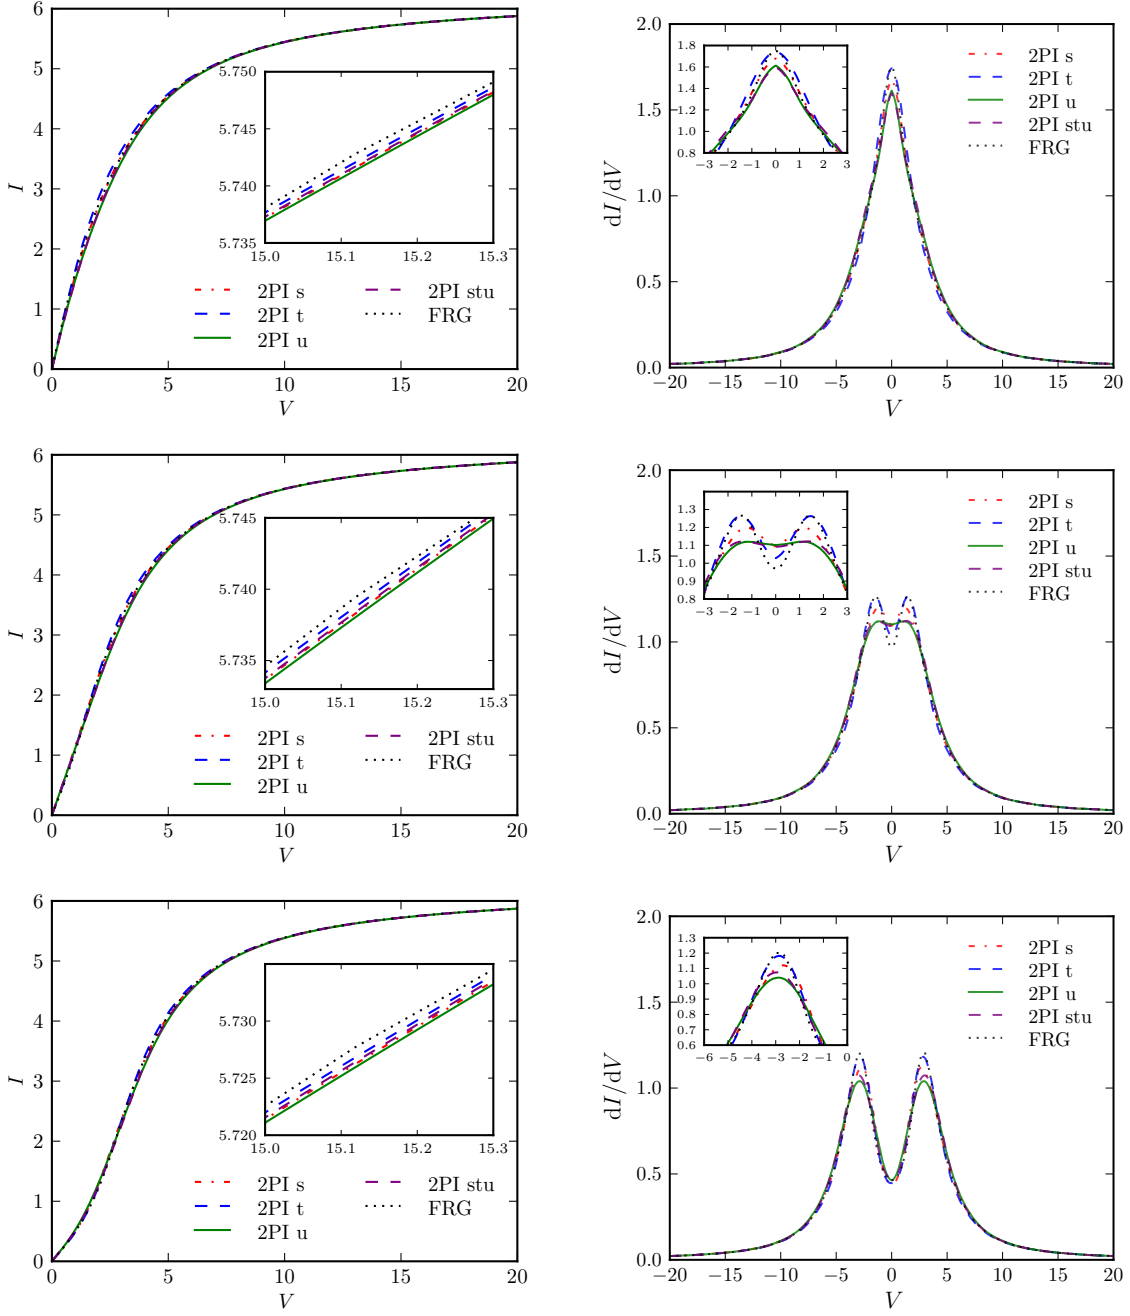 6
5
4
3
2
1
0
I
0 5 10 15 20
V
5.750
5.745
5.740
5.735
15.0 15.1 15.2 15.3
2PI s
2PI t
2PI u
2PI stu
FRG
2.0
1.5
1.0
0.5
0.0
dI/dV
−20 −15 −10 −5 0 5 10 15 20
V
1.8
1.6
1.4
1.2
1.0
0.8
−3 −2 −1 0 1 2 3
2PI s
2PI t
2PI u
2PI stu
FRG
6
5
4
3
2
1
0
I
0 5 10 15 20
V
5.745
5.740
5.735
15.0 15.1 15.2 15.3
2PI s
2PI t
2PI u
2PI stu
FRG
2.0
1.5
1.0
0.5
0.0
dI/dV
−20 −15 −10 −5 0 5 10 15 20
V
1.3
1.2
1.1
1.0
0.9
0.8
−3 −2 −1 0 1 2 3
2PI s
2PI t
2PI u
2PI stu
FRG
6
5
4
3
2
1
0
I
0 5 10 15 20
V
5.730
5.725
5.720
15.0 15.1 15.2 15.3
2PI s
2PI t
2PI u
2PI stu
FRG
2.0
1.5
1.0
0.5
0.0
dI/dV
−20 −15 −10 −5 0 5 10 15 20
V
1.3
1.2
1.1
1.0
0.9
0.8
0.7
0.6
−6 −5 −4 −3 −2 −1 0
2PI s
2PI t
2PI u
2PI stu
FRG